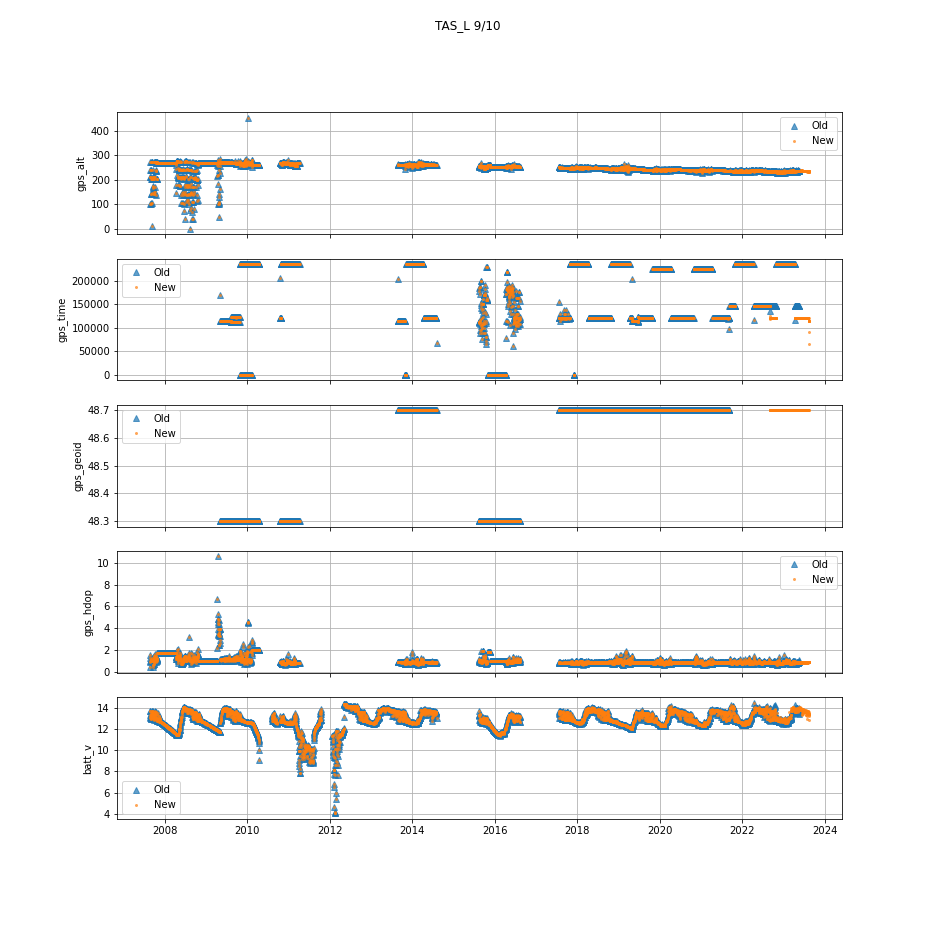 TAS_L 9/10
400
300
200
100
0
gps_alt
Old
New
200000
150000
100000
50000
0
gps_time
Old
New
48.7
48.6
48.5
48.4
48.3
gps_geoid
Old
New
10
8
6
4
2
0
gps_hdop
Old
New
14
12
10
8
6
4
batt_v
Old
New
2008 2010 2012 2014 2016 2018 2020 2022 2024